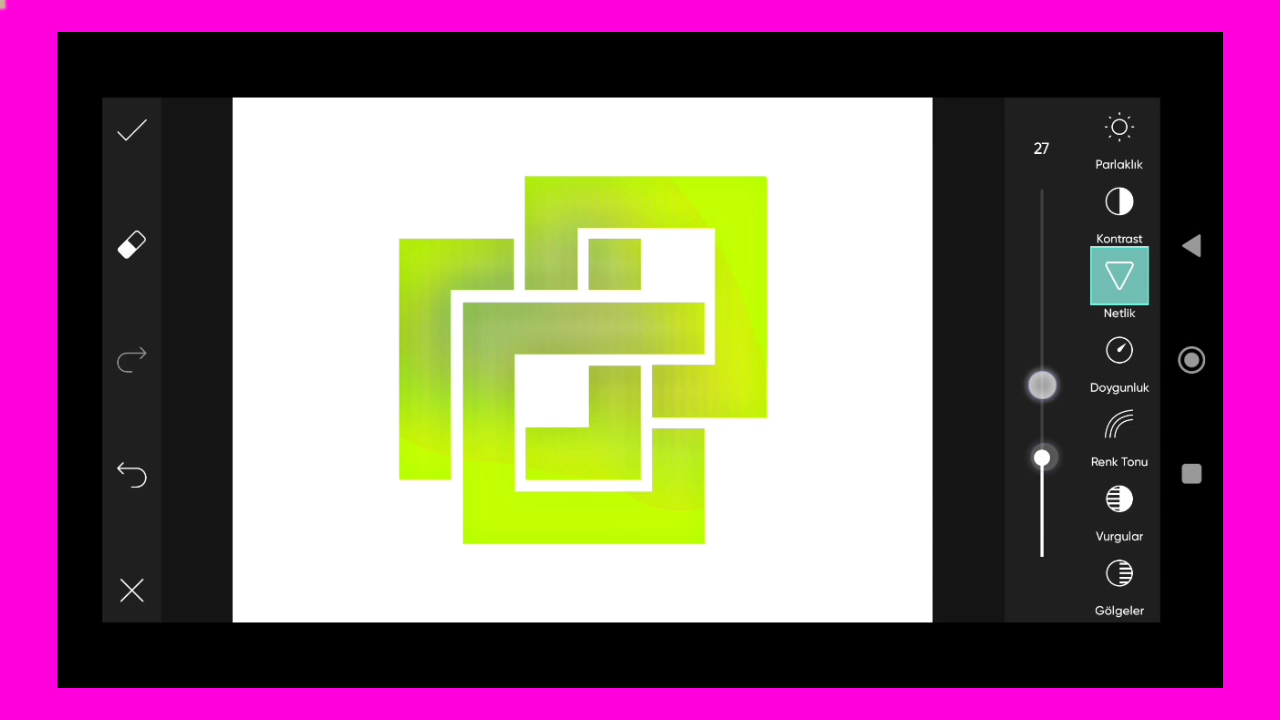 27
Parlaklık
Kontrast
Netlik
Doygunluk
Renk Tonu
Vurgular
Gölgeler